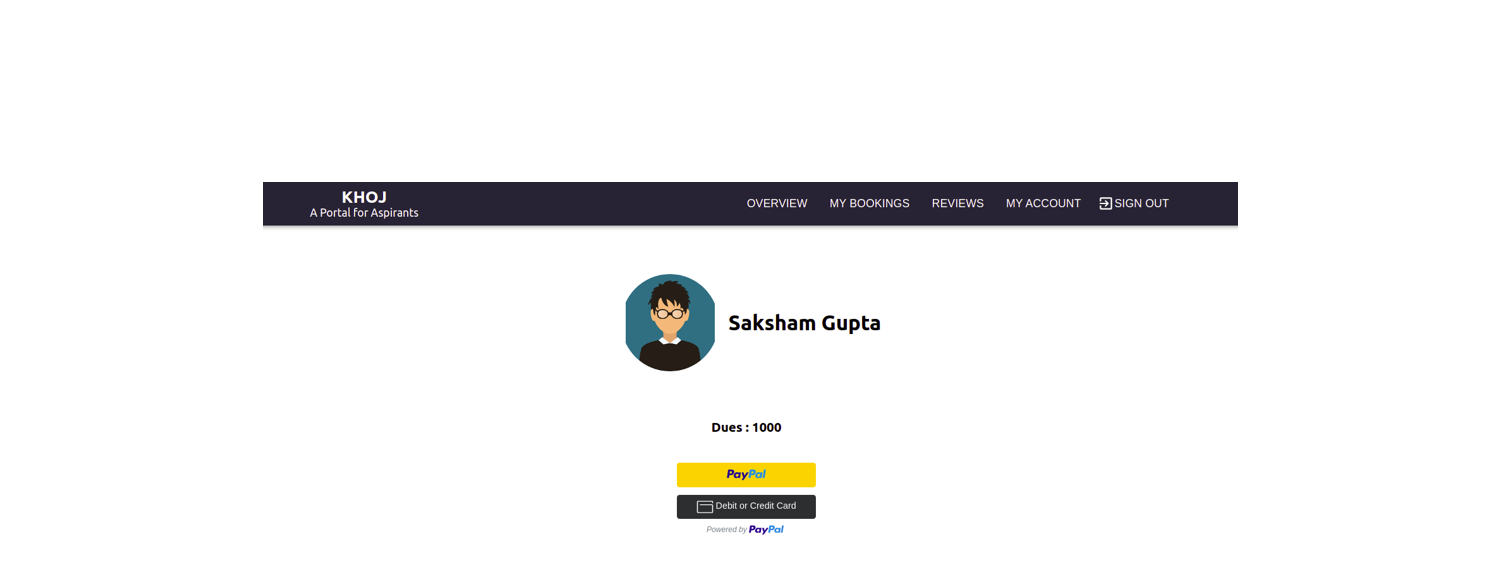 KHOJ
A Portal for Aspirants
OVERVIEW MY BOOKINGS REVIEWS MY ACCOUNT SIGN OUT
Saksham Gupta
Dues : 1000
PayPal
Debit or Credit Card
Powered by PayPal